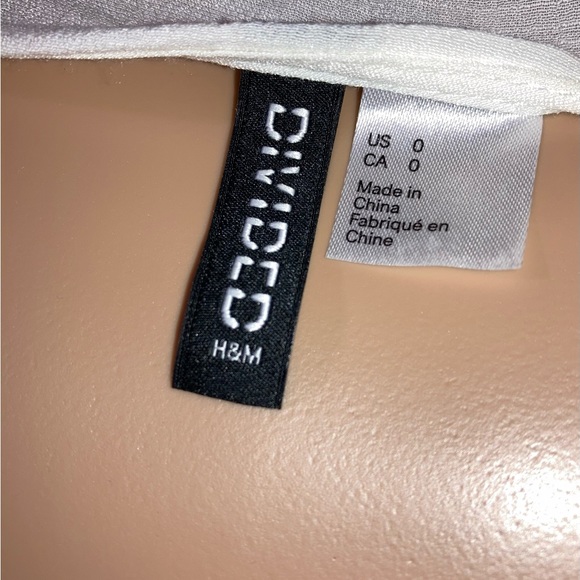 DIVIDED
H&M
US 0
CA 0
Made in
China
Fabriqué en
Chine